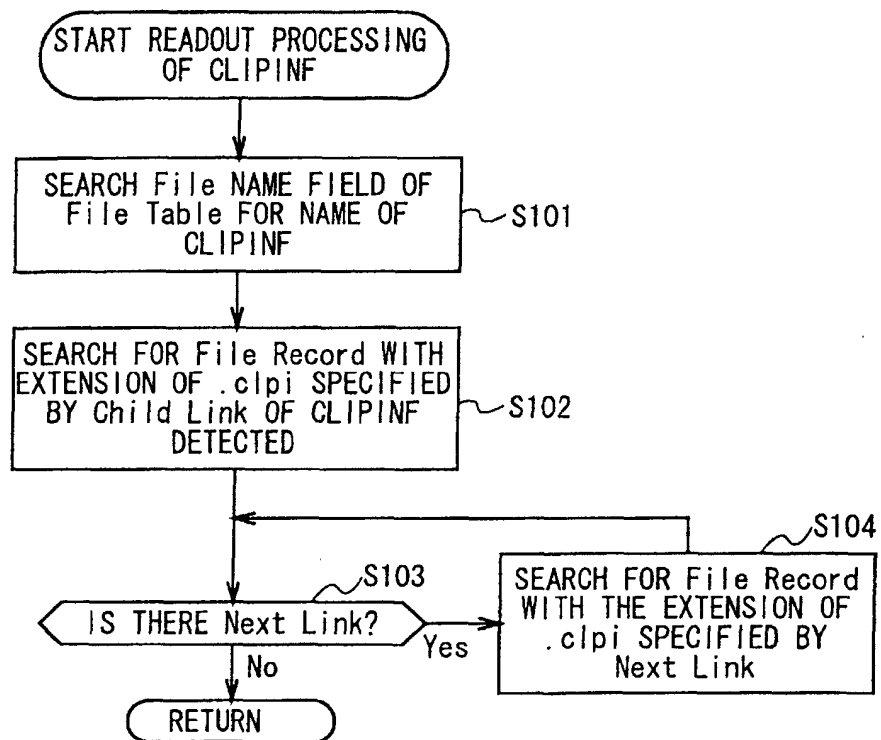 START READOUT PROCESSING
OF CLIPINF
SEARCH File NAME FIELD OF
File Table FOR NAME OF
CLIPINF
S101
SEARCH FOR File Record WITH
EXTENSION OF .clpi SPECIFIED
BY Child Link OF CLIPINF
DETECTED
S102
S103
IS THERE Next Link?
Yes
No
S104
SEARCH FOR File Record
WITH THE EXTENSION OF
.clpi SPECIFIED BY
Next Link
RETURN